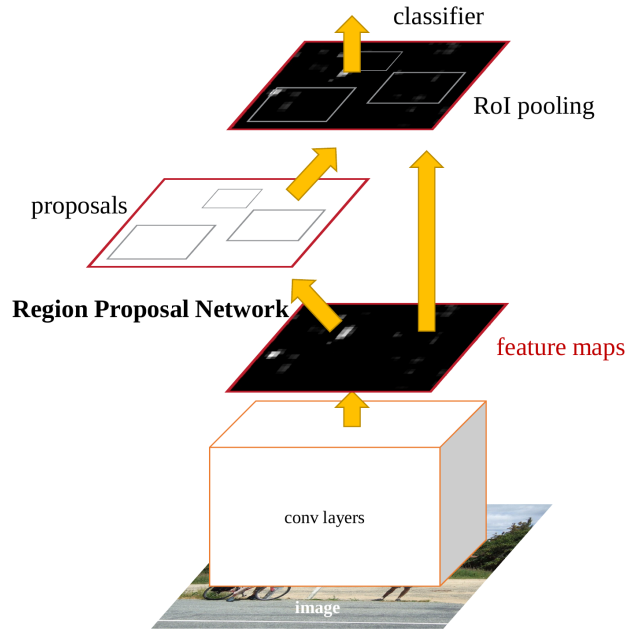 classifier
RoI pooling
proposals
Region Proposal Network
feature maps
conv layers
image